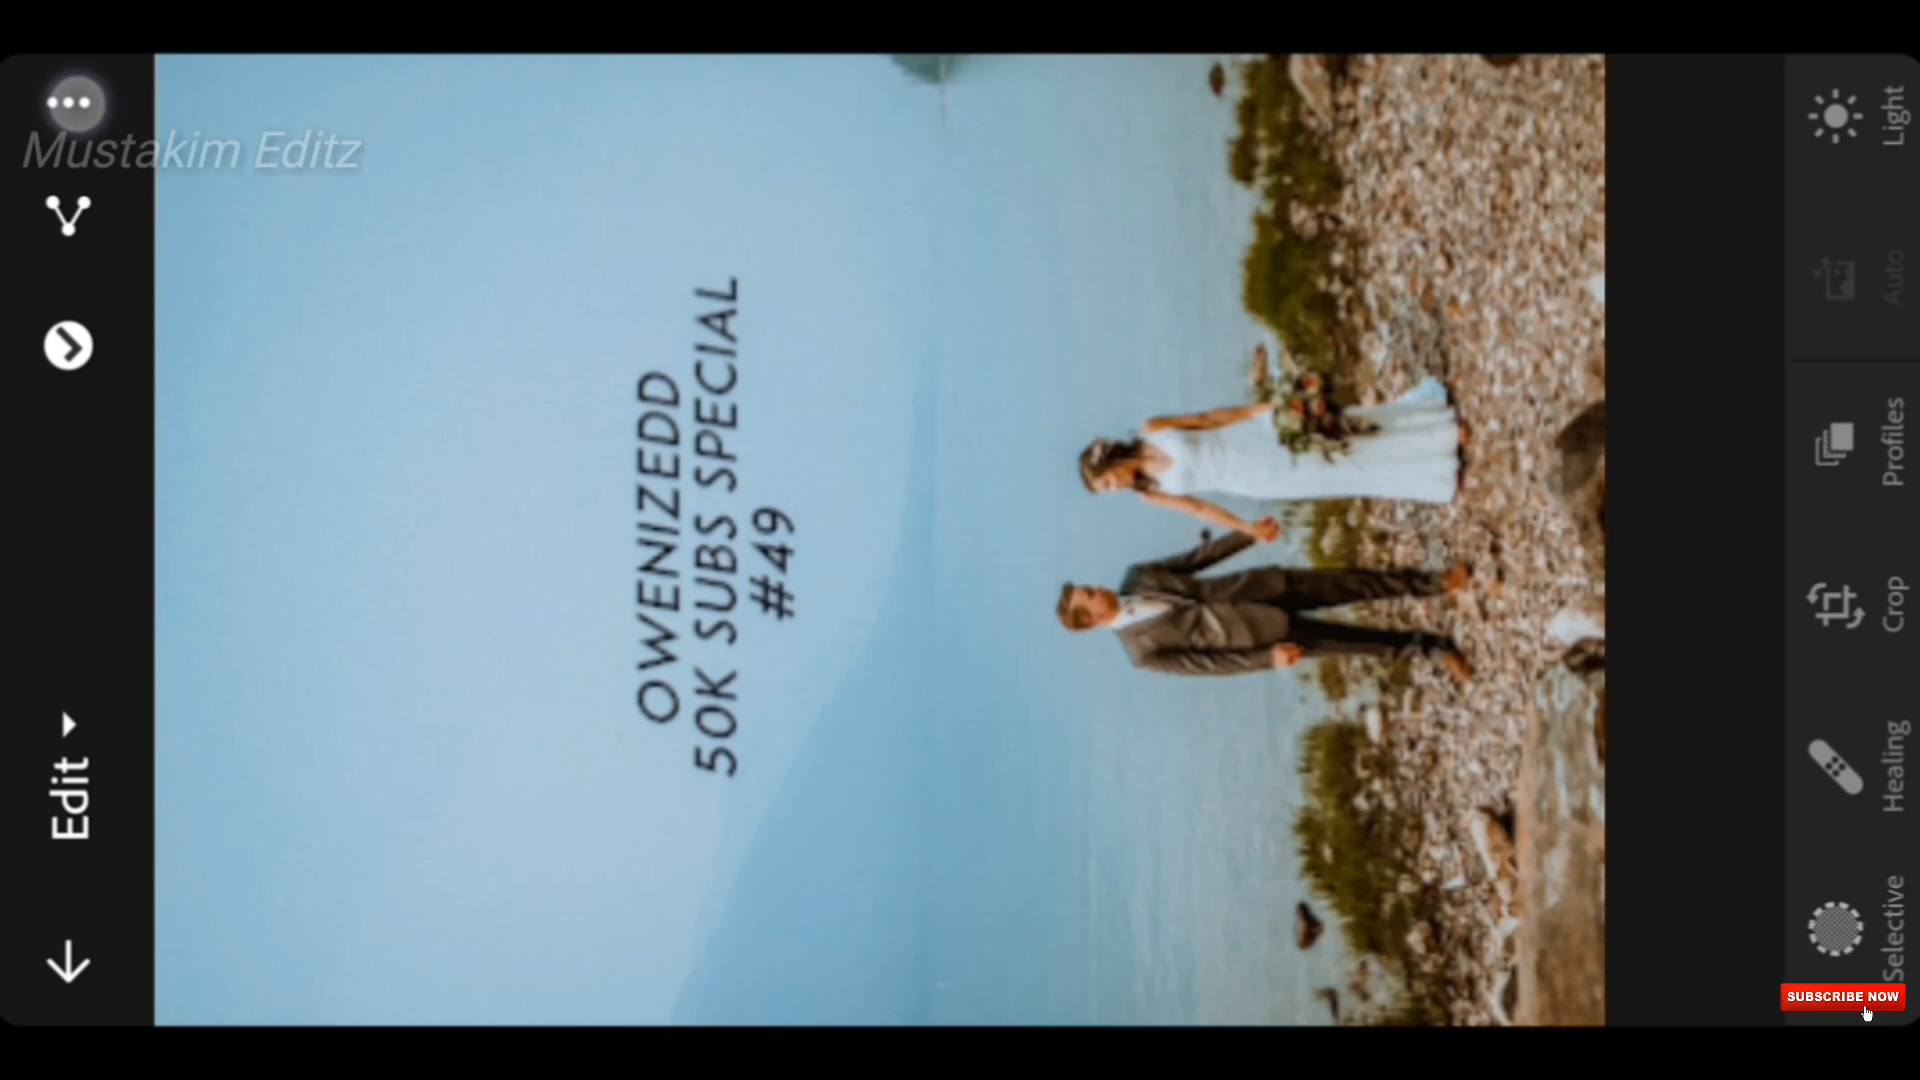 Mustakim Editz
Edit
OWENIZEDD
50K SUBS SPECIAL
#49
Selective
Healing
Crop
Profiles
Auto
Light
SUBSCRIBE NOW